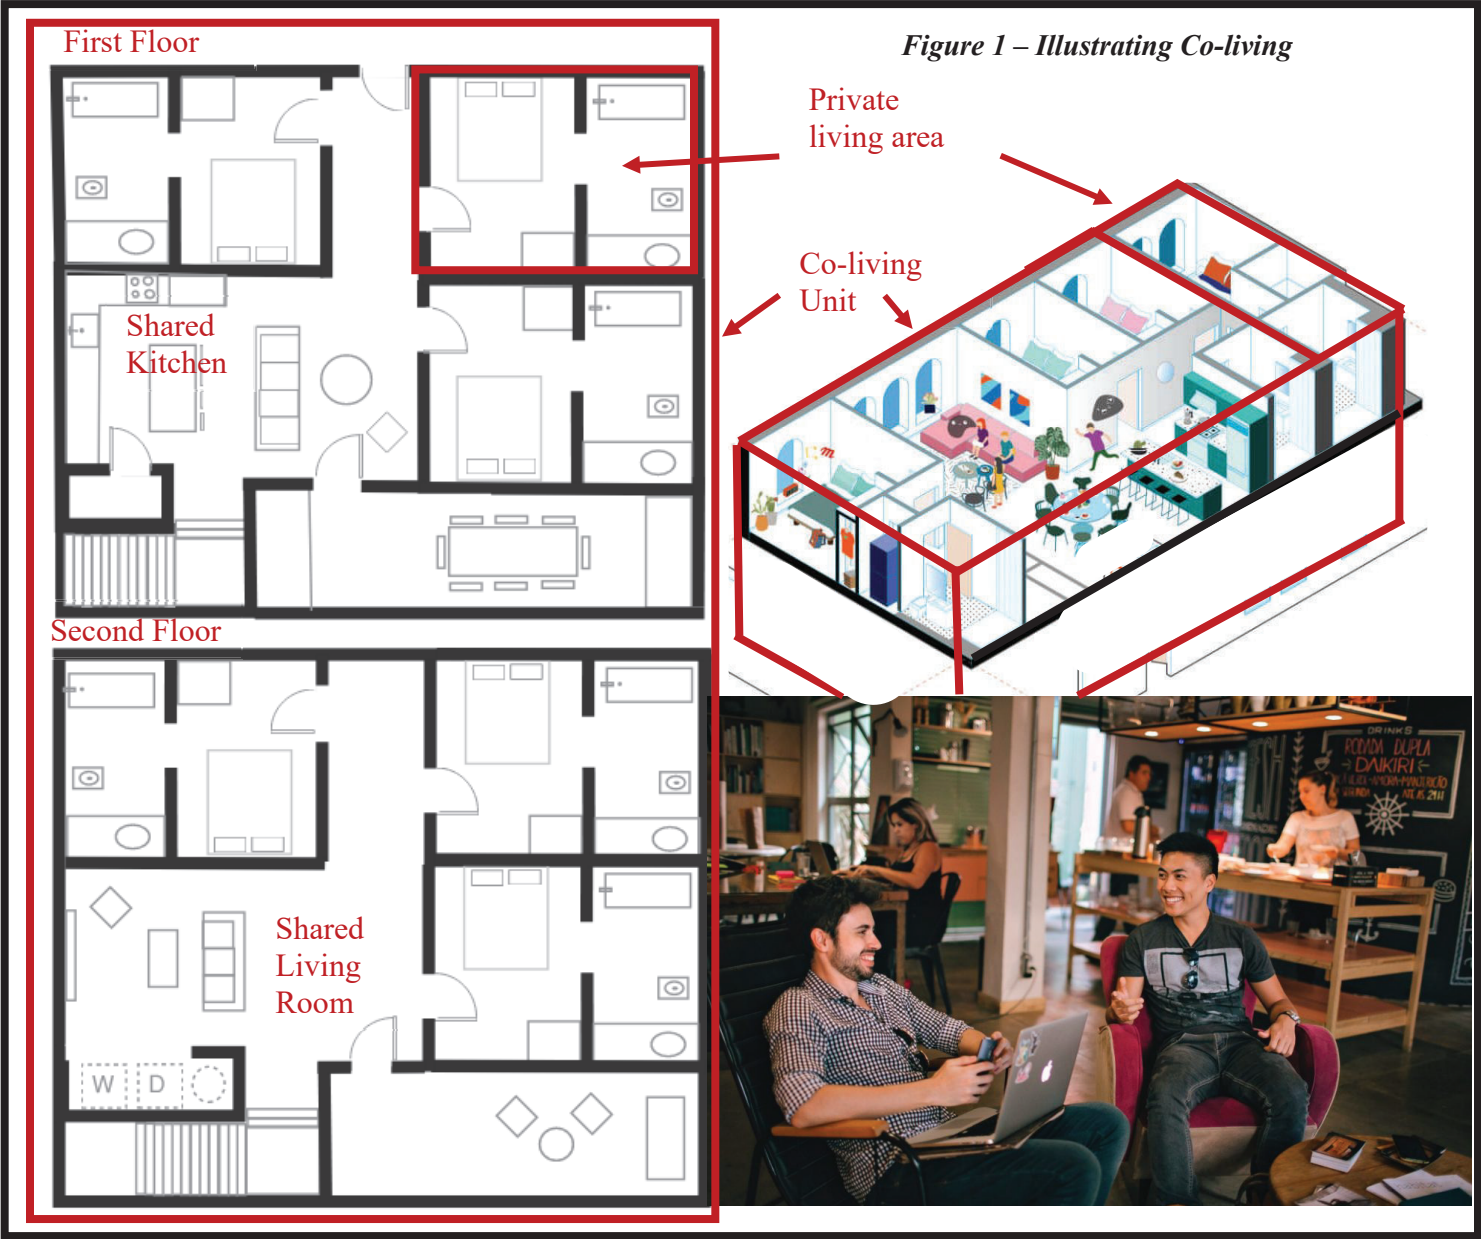 First Floor
Figure 1 – Illustrating Co-living
Private
living area
Co-living
Unit
Shared
Kitchen
Second Floor
Shared
Living
Room
W D
DRINKS
RODADA DUPLA
DAIKIRI